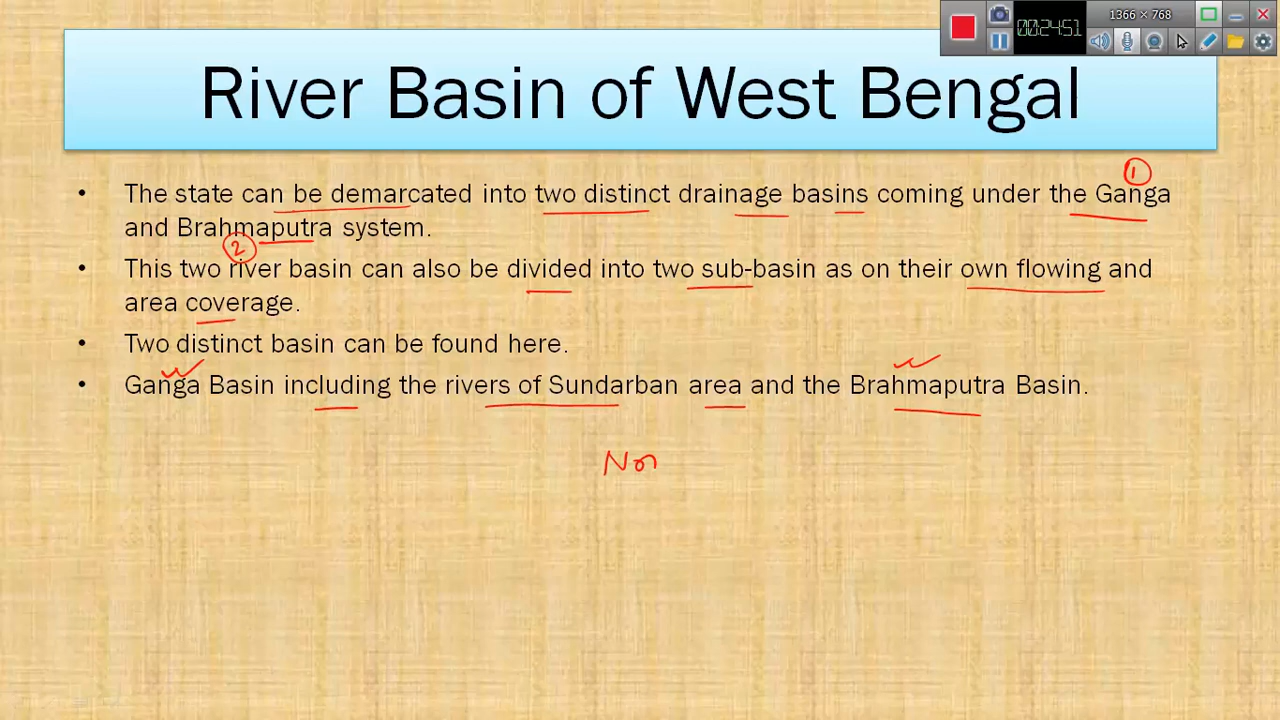 1366 × 768
00:24:51
River Basin of West Bengal
1
• The state can be demarcated into two distinct drainage basins coming under the Ganga
and Brahmaputra system.
2
• This two river basin can also be divided into two sub-basin as on their own flowing and
area coverage.
• Two distinct basin can be found here.
• Ganga Basin including the rivers of Sundarban area and the Brahmaputra Basin.
Nor